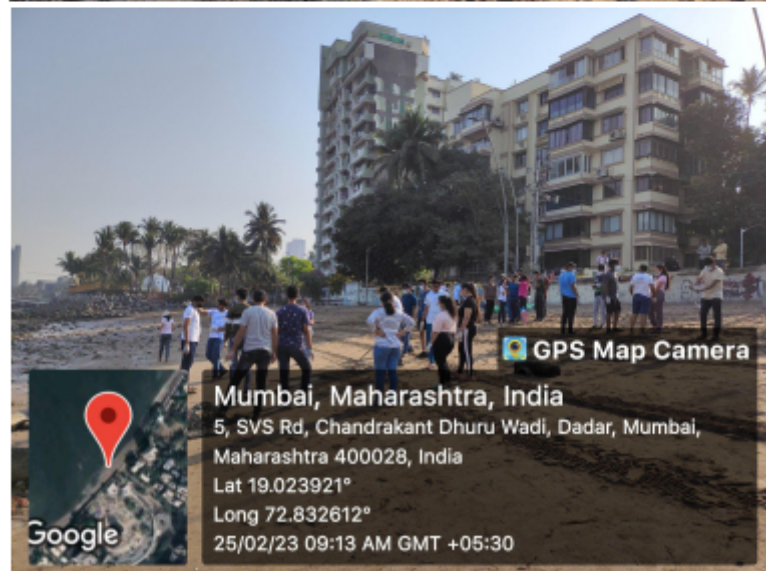 GPS Map Camera
Mumbai, Maharashtra, India
5, SVS Rd, Chandrakant Dhuru Wadi, Dadar, Mumbai,
Maharashtra 400028, India
Lat 19.023921°
Long 72.832612°
25/02/23 09:13 AM GMT +05:30
Google